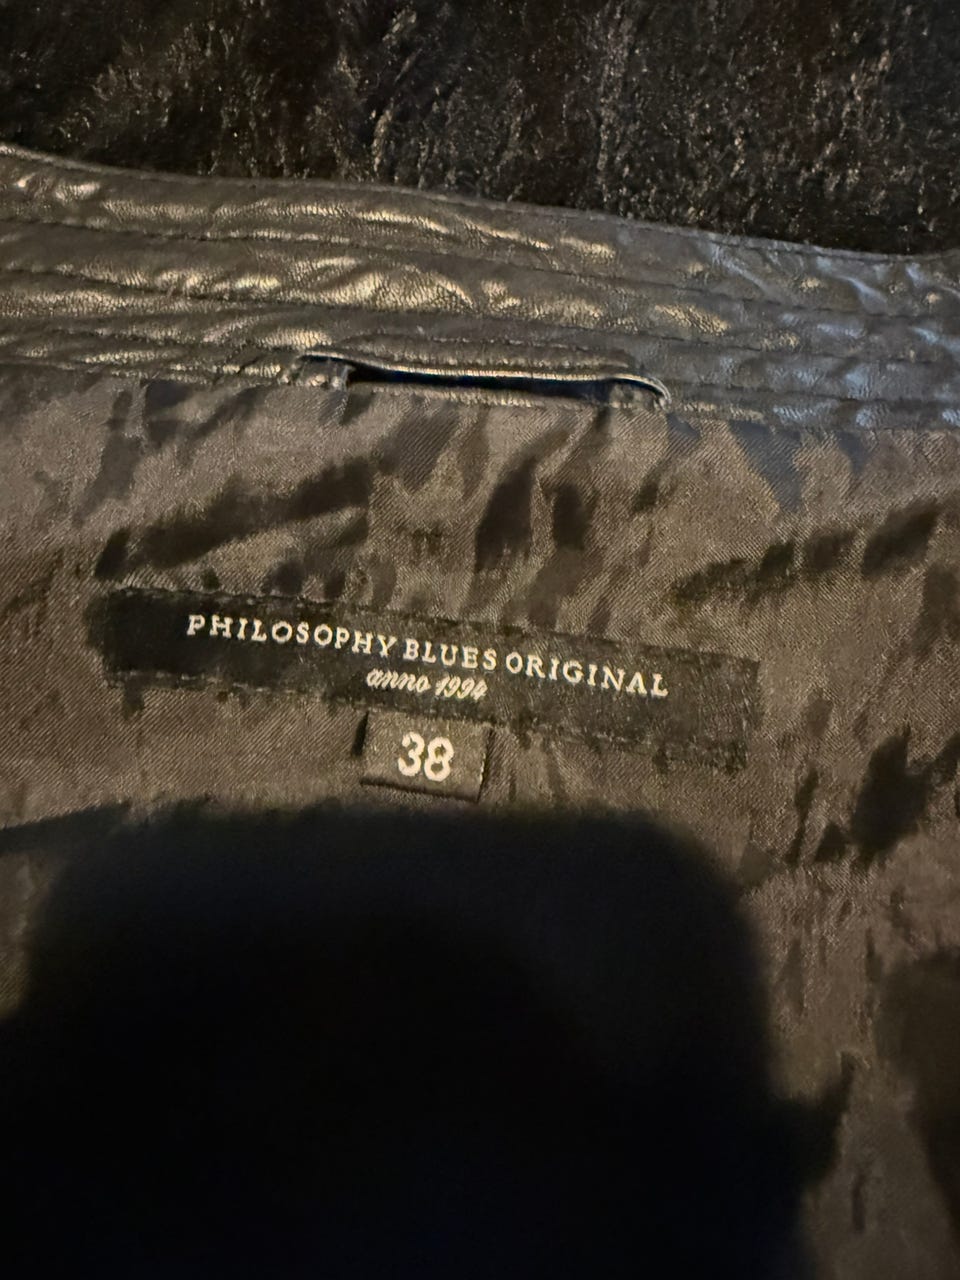 PHILOSOPHY BLUES ORIGINAL
anno 1994
38